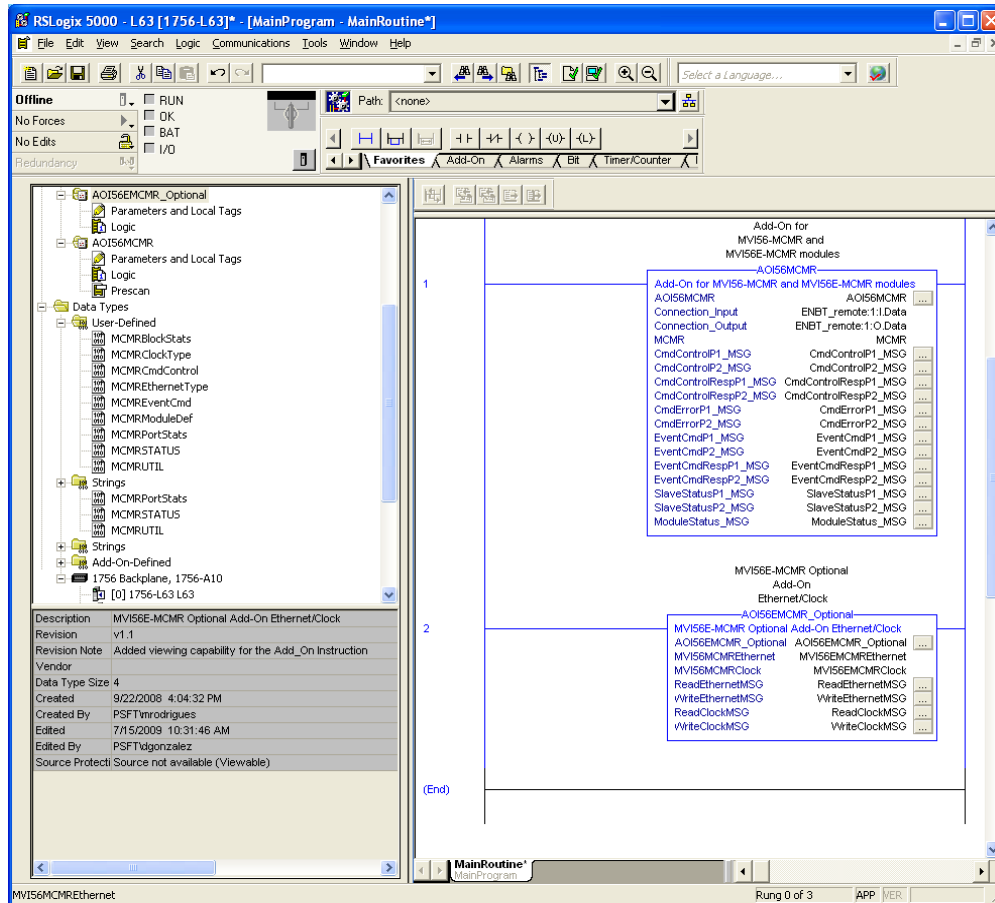 RSLogix 5000 - L63 [1756-L63]* - [MainProgram - MainRoutine*]
File Edit View Search Logic Communications Tools Window Help
Select a Language...
Offline
RUN
Path: <none>
No Forces
OK
No Edits
BAT
Redundancy
I/O
Favorites Add-On Alarms Bit Timer/Counter
AOI56EMCMR_Optional
Parameters and Local Tags
Logic
AOI56MCMR
Parameters and Local Tags
Logic
Prescan
Data Types
User-Defined
MCMRBlockStats
MCMRClockType
MCMRCmdControl
MCMREthernetType
MCMREventCmd
MCMRModuleDef
MCMRPortStats
MCMRSTATUS
MCMRUTIL
Strings
MCMRPortStats
MCMRSTATUS
MCMRUTIL
Strings
Add-On-Defined
1756 Backplane, 1756-A10
[0] 1756-L63 L63
Description MVI56E-MCMR Optional Add-On Ethernet/Clock
Revision v1.1
Revision Note Added viewing capability for the Add_On Instruction
Vendor
Data Type Size 4
Created 9/22/2008 4:04:32 PM
Created By PSFT\mrodrigues
Edited 7/15/2009 10:31:46 AM
Edited By PSFT\dgonzalez
Source Protecti Source not available (Viewable)
Add-On for
MVI56-MCMR and
MVI56E-MCMR modules
AOI56MCMR
1
Add-On for MVI56-MCMR and MVI56E-MCMR modules
AOI56MCMR AOI56MCMR ...
Connection_Input ENBT_remote:1:I.Data
Connection_Output ENBT_remote:1:O.Data
MCMR MCMR
CmdControlP1_MSG CmdControlP1_MSG ...
CmdControlP2_MSG CmdControlP2_MSG ...
CmdControlRespP1_MSG CmdControlRespP1_MSG ...
CmdControlRespP2_MSG CmdControlRespP2_MSG ...
CmdErrorP1_MSG CmdErrorP1_MSG ...
CmdErrorP2_MSG CmdErrorP2_MSG ...
EventCmdP1_MSG EventCmdP1_MSG ...
EventCmdP2_MSG EventCmdP2_MSG ...
EventCmdRespP1_MSG EventCmdRespP1_MSG ...
EventCmdRespP2_MSG EventCmdRespP2_MSG ...
SlaveStatusP1_MSG SlaveStatusP1_MSG ...
SlaveStatusP2_MSG SlaveStatusP2_MSG ...
ModuleStatus_MSG ModuleStatus_MSG ...
MVI56E-MCMR Optional
Add-On
Ethernet/Clock
AOI56EMCMR_Optional
2
MVI56E-MCMR Optional Add-On Ethernet/Clock
AOI56EMCMR_Optional AOI56EMCMR_Optional ...
MVI56MCMREthernet MVI56EMCMREthernet
MVI56MCMRClock MVI56EMCMRClock
ReadEthernetMSG ReadEthernetMSG ...
WriteEthernetMSG WriteEthernetMSG ...
ReadClockMSG ReadClockMSG ...
WriteClockMSG WriteClockMSG ...
(End)
MainRoutine*
MainProgram
MVI56MCMREthernet
Rung 0 of 3 APP VER